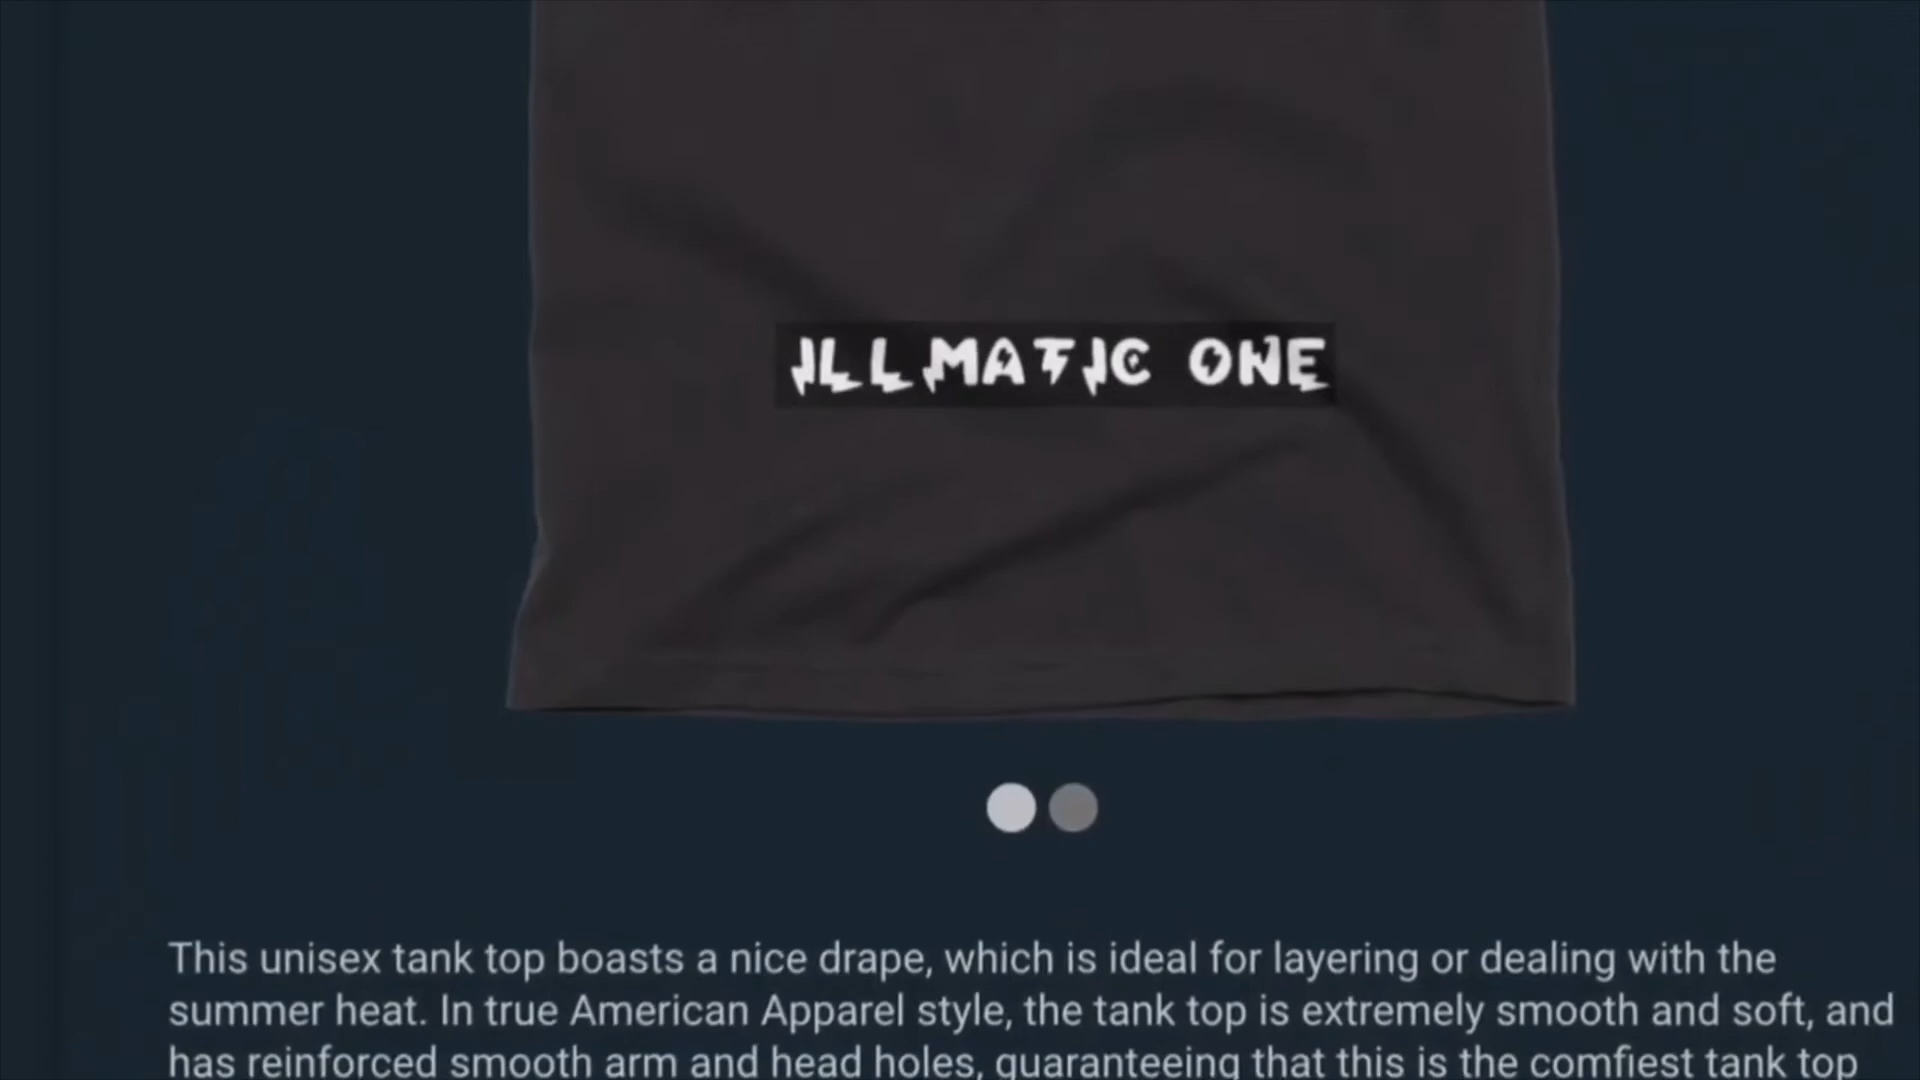 ILLMATIC ONE
This unisex tank top boasts a nice drape, which is ideal for layering or dealing with the
summer heat. In true American Apparel style, the tank top is extremely smooth and soft, and
has reinforced smooth arm and head holes, guaranteeing that this is the comfiest tank top